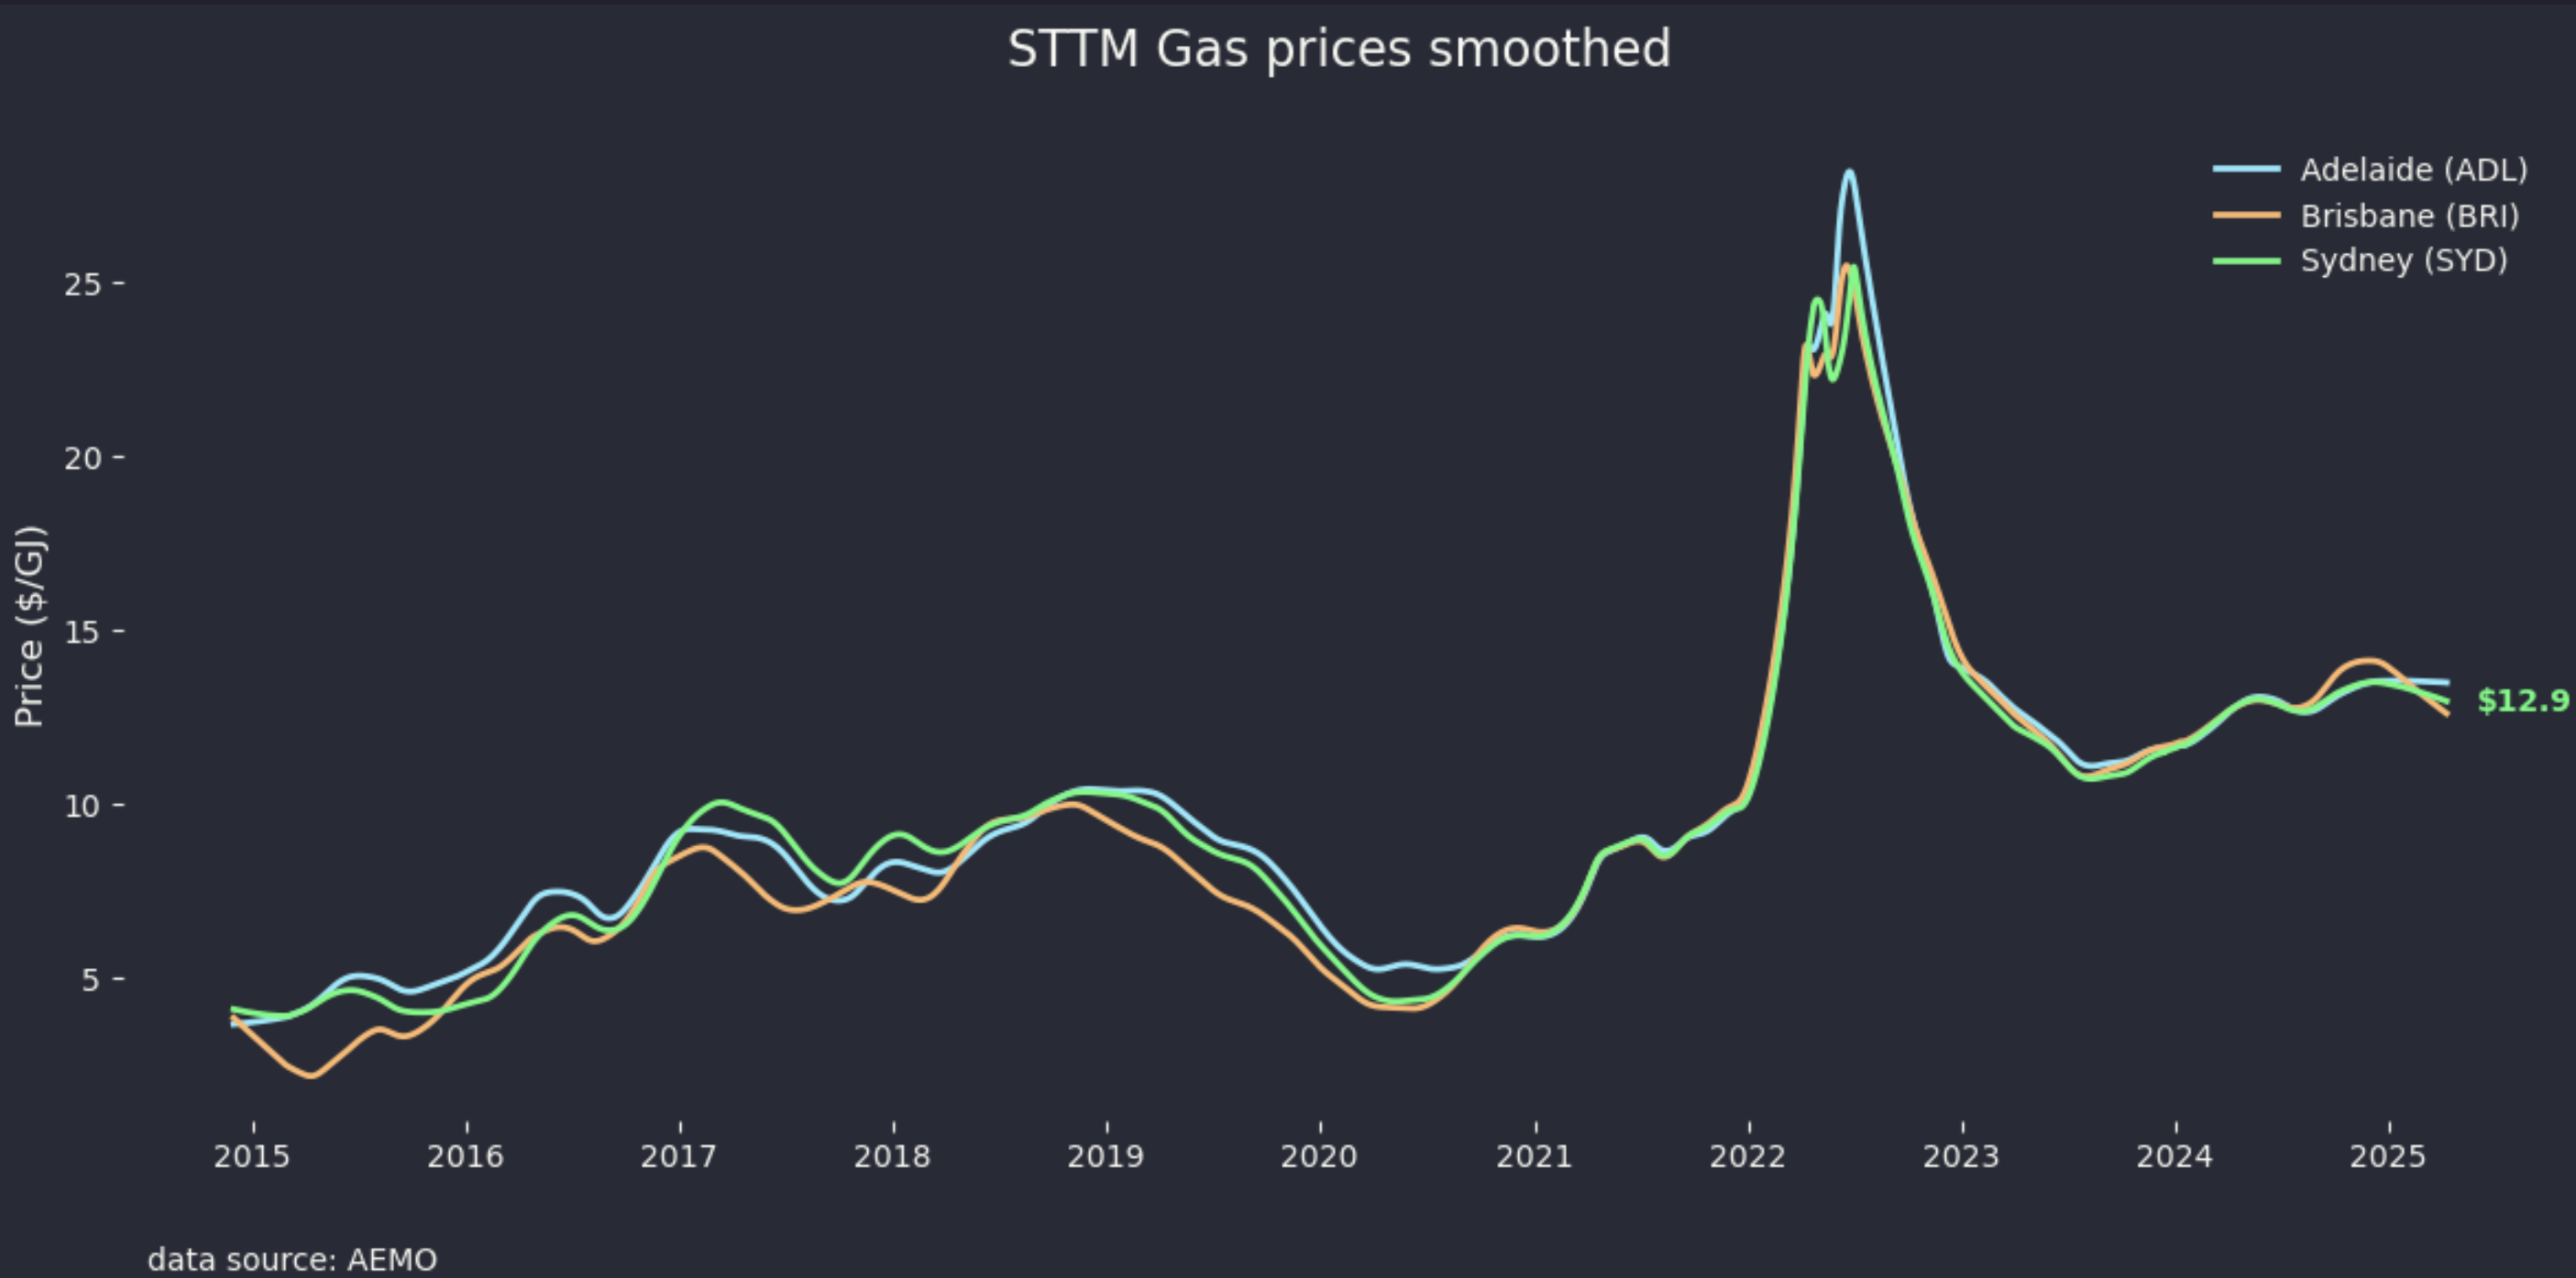 STTM Gas prices smoothed
Adelaide (ADL)
Brisbane (BRI)
Sydney (SYD)
Price ($/GJ)
25
20
15
10
5
$12.9
2015 2016 2017 2018 2019 2020 2021 2022 2023 2024 2025
data source: AEMO